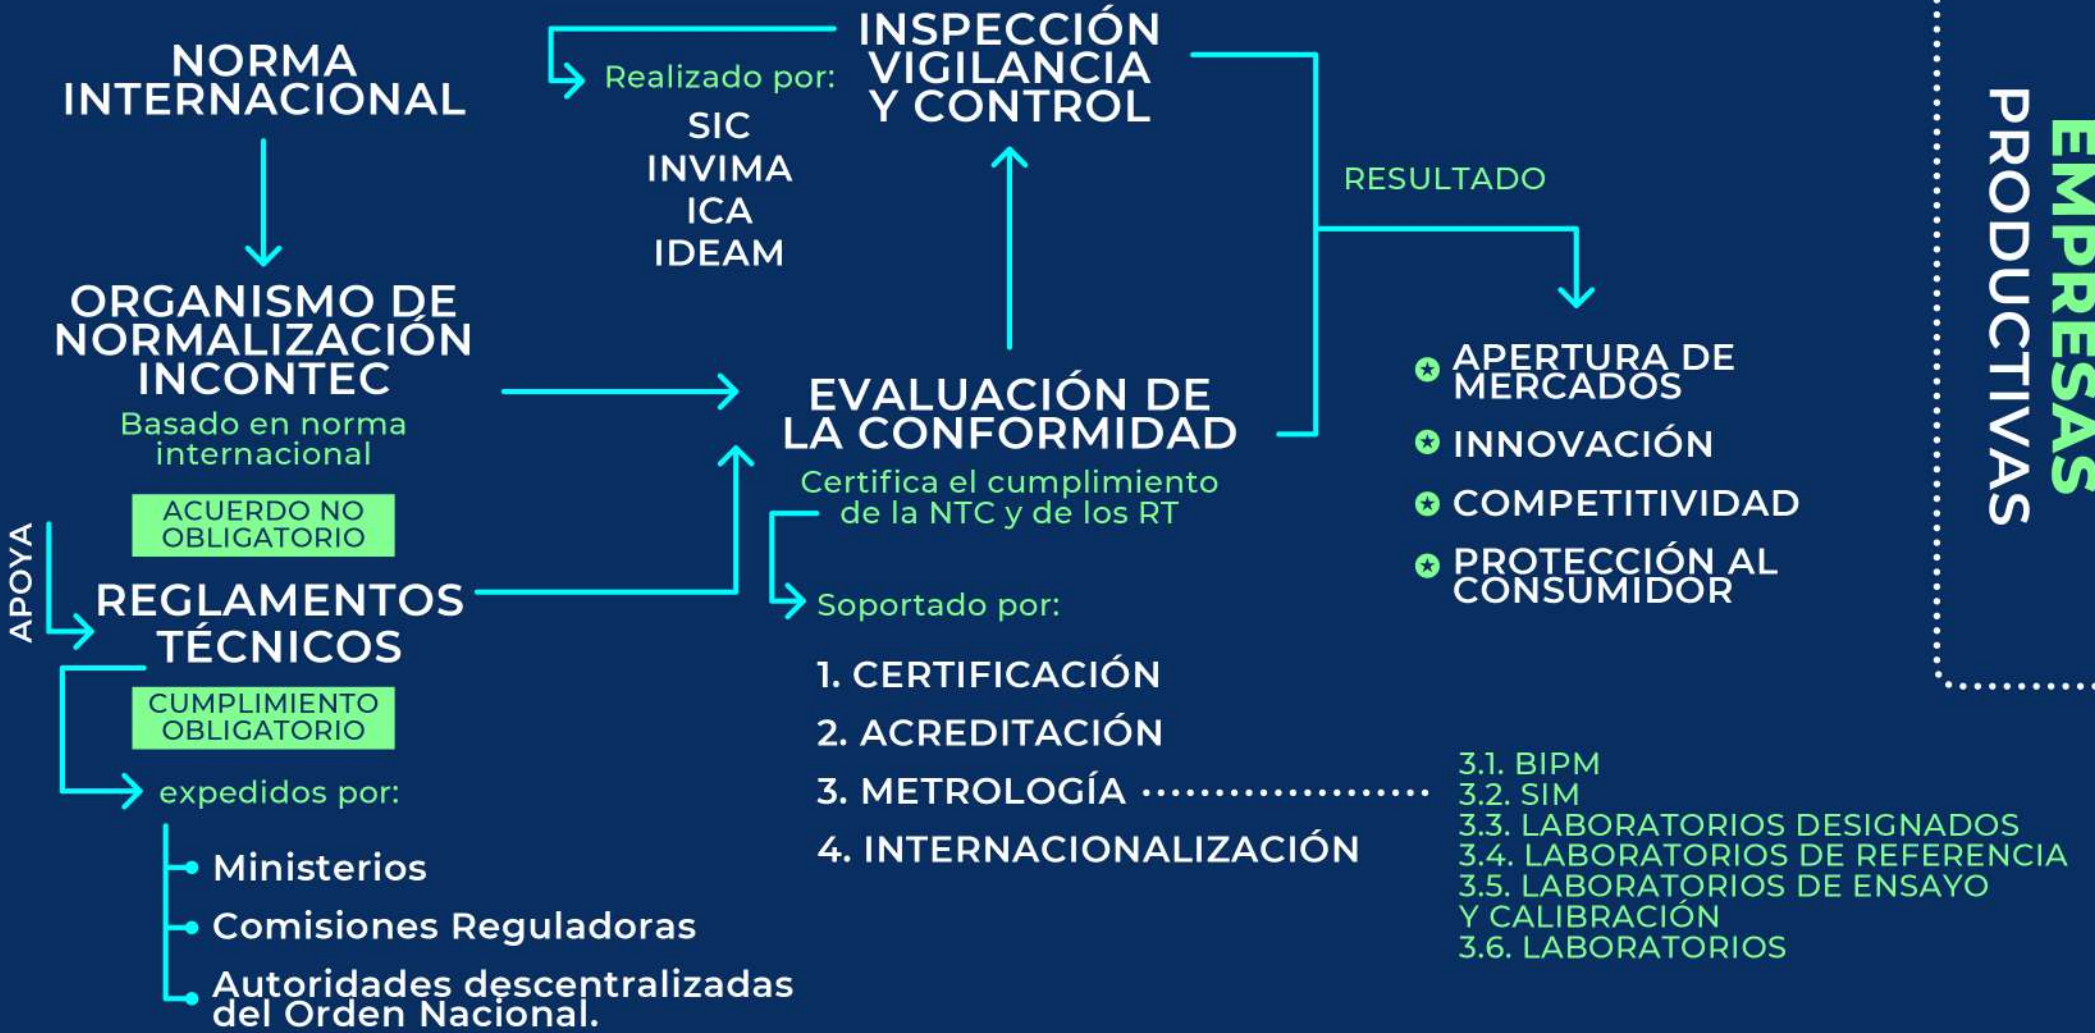 NORMA
INTERNACIONAL
ORGANISMO DE
NORMALIZACIÓN
INCONTEC
Basado en norma
internacional
ACUERDO NO
OBLIGATORIO
APOYA
REGLAMENTOS
TÉCNICOS
CUMPLIMIENTO
OBLIGATORIO
expedidos por:
Ministerios
Comisiones Reguladoras
Autoridades descentralizadas
del Orden Nacional.
INSPECCIÓN
VIGILANCIA
Y CONTROL
Realizado por:
SIC
INVIMA
ICA
IDEAM
EVALUACIÓN DE
LA CONFORMIDAD
Certifica el cumplimiento
de la NTC y de los RT
Soportado por:
1. CERTIFICACIÓN
2. ACREDITACIÓN
3. METROLOGÍA
4. INTERNACIONALIZACIÓN
3.1. BIPM
3.2. SIM
3.3. LABORATORIOS DESIGNADOS
3.4. LABORATORIOS DE REFERENCIA
3.5. LABORATORIOS DE ENSAYO
Y CALIBRACIÓN
3.6. LABORATORIOS
RESULTADO
APERTURA DE
MERCADOS
INNOVACIÓN
COMPETITIVIDAD
PROTECCIÓN AL
CONSUMIDOR
EMPRESAS
PRODUCTIVAS